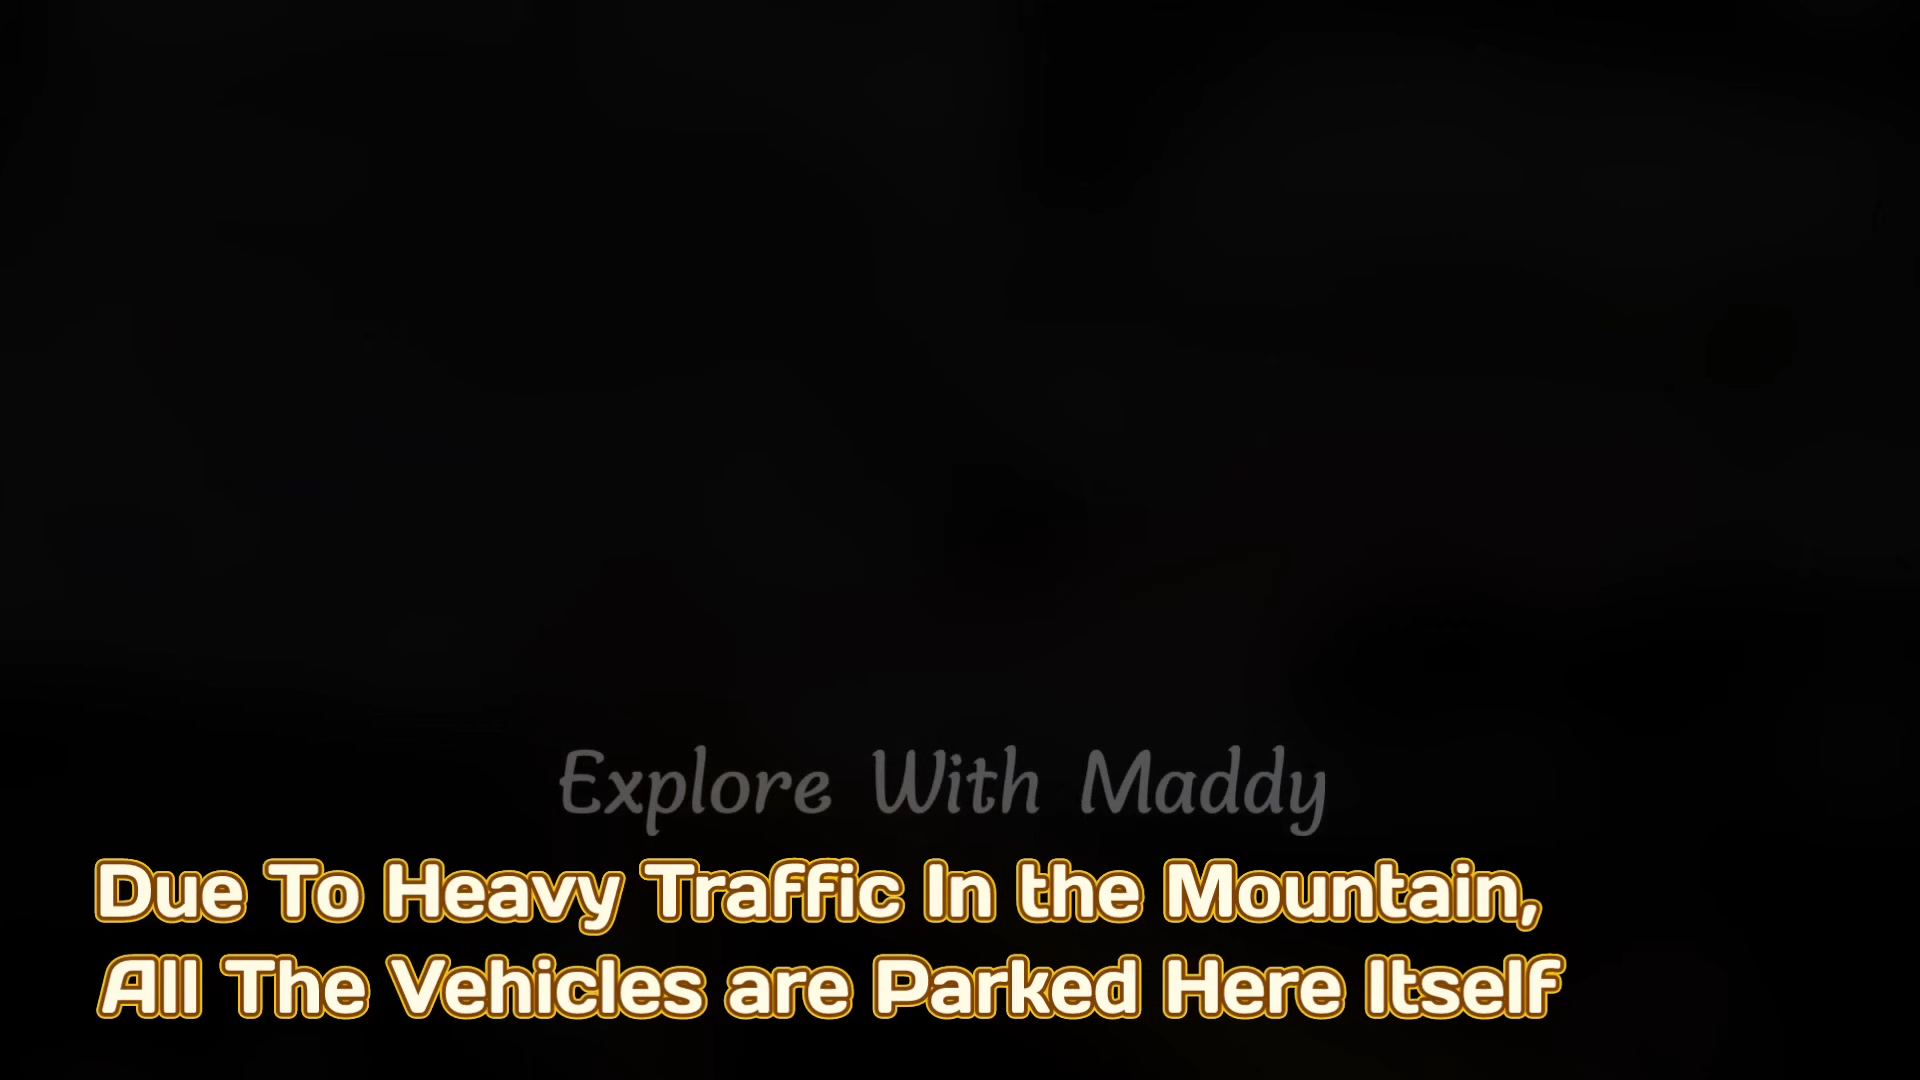 Explore With Maddy
Due To Heavy Traffic In the Mountain,
All The Vehicles are Parked Here Itself